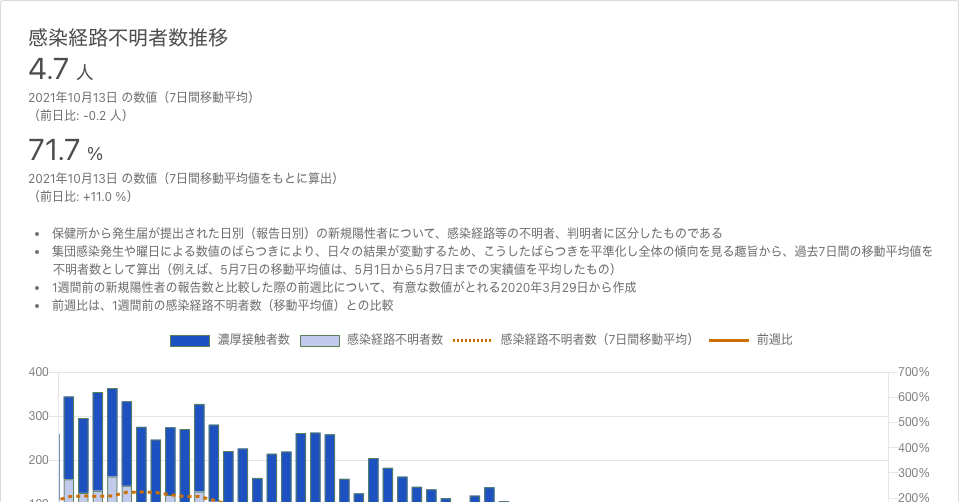 感染経路不明者数推移
4.7 人
2021年10月13日 の数値（7日間移動平均）
（前日比: -0.2 人）
71.7 %
2021年10月13日 の数値（7日間移動平均値をもとに算出）
（前日比: +11.0 %）
• 保健所から発生届が提出された日別（報告日別）の新規陽性者について、感染経路等の不明者、判明者に区分したものである
• 集団感染発生や曜日による数値のばらつきにより、日々の結果が変動するため、こうしたばらつきを平準化し全体の傾向を見る趣旨から、過去7日間の移動平均値を
不明者数として算出（例えば、5月7日の移動平均値は、5月1日から5月7日までの実績値を平均したもの）
• 1週間前の新規陽性者の報告数と比較した際の前週比について、有意な数値がとれる2020年3月29日から作成
• 前週比は、1週間前の感染経路不明者数（移動平均値）との比較
濃厚接触者数 感染経路不明者数 感染経路不明者数（7日間移動平均） 前週比
400 700%
600%
300 500%
400%
200 300%
100 200%